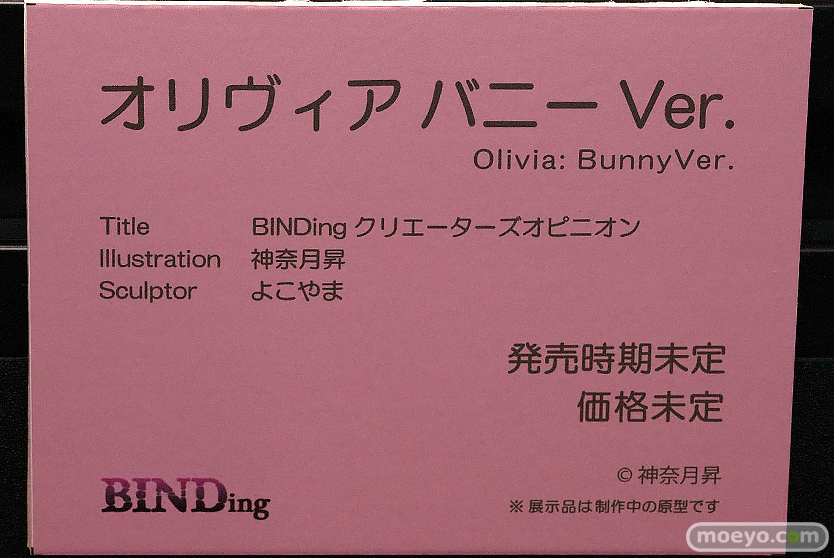 オリヴィア バニー Ver.
Olivia: BunnyVer.
Title BINDing クリエーターズオピニオン
Illustration 神奈月昇
Sculptor よこやま
発売時期未定
価格未定
© 神奈月昇
BINDing
※ 展示品は制作中の原型です
moeyo.com